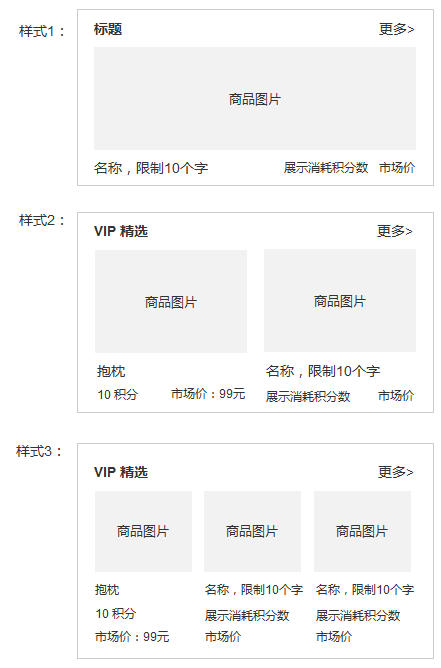 样式1：
标题 更多>
商品图片
名称，限制10个字 展示消耗积分数 市场价
样式2：
VIP 精选 更多>
商品图片 商品图片
抱枕 名称，限制10个字
10 积分 市场价：99元 展示消耗积分数 市场价
样式3：
VIP 精选 更多>
商品图片 商品图片 商品图片
抱枕 名称，限制10个字 名称，限制10个字
10 积分 展示消耗积分数 展示消耗积分数
市场价：99元 市场价 市场价